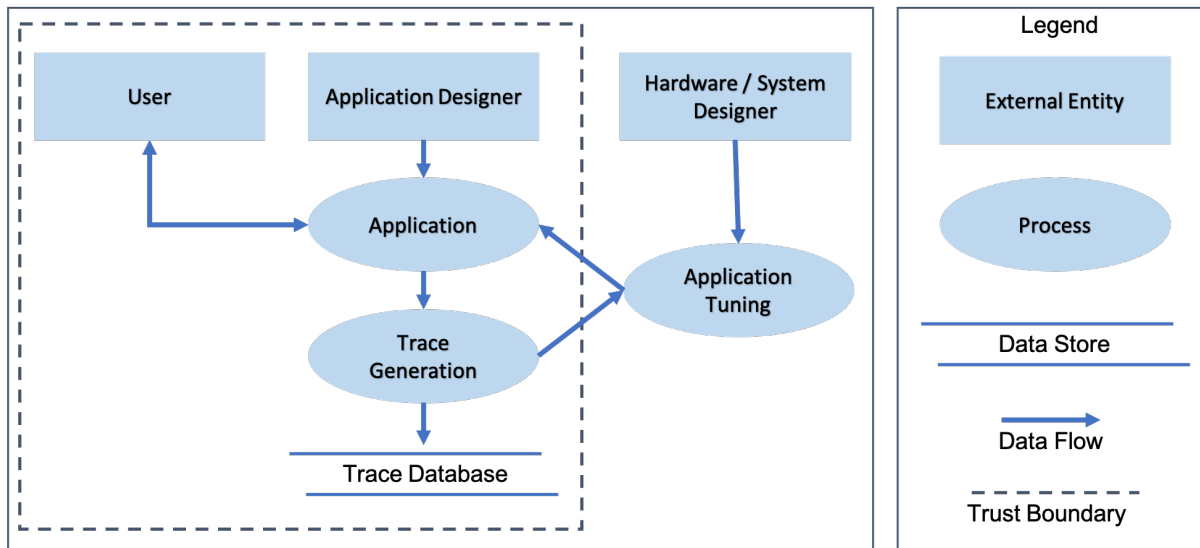 User
Application Designer
Hardware / System
Designer
Application
Application
Tuning
Trace
Generation
Trace Database
Legend
External Entity
Process
Data Store
Data Flow
Trust Boundary